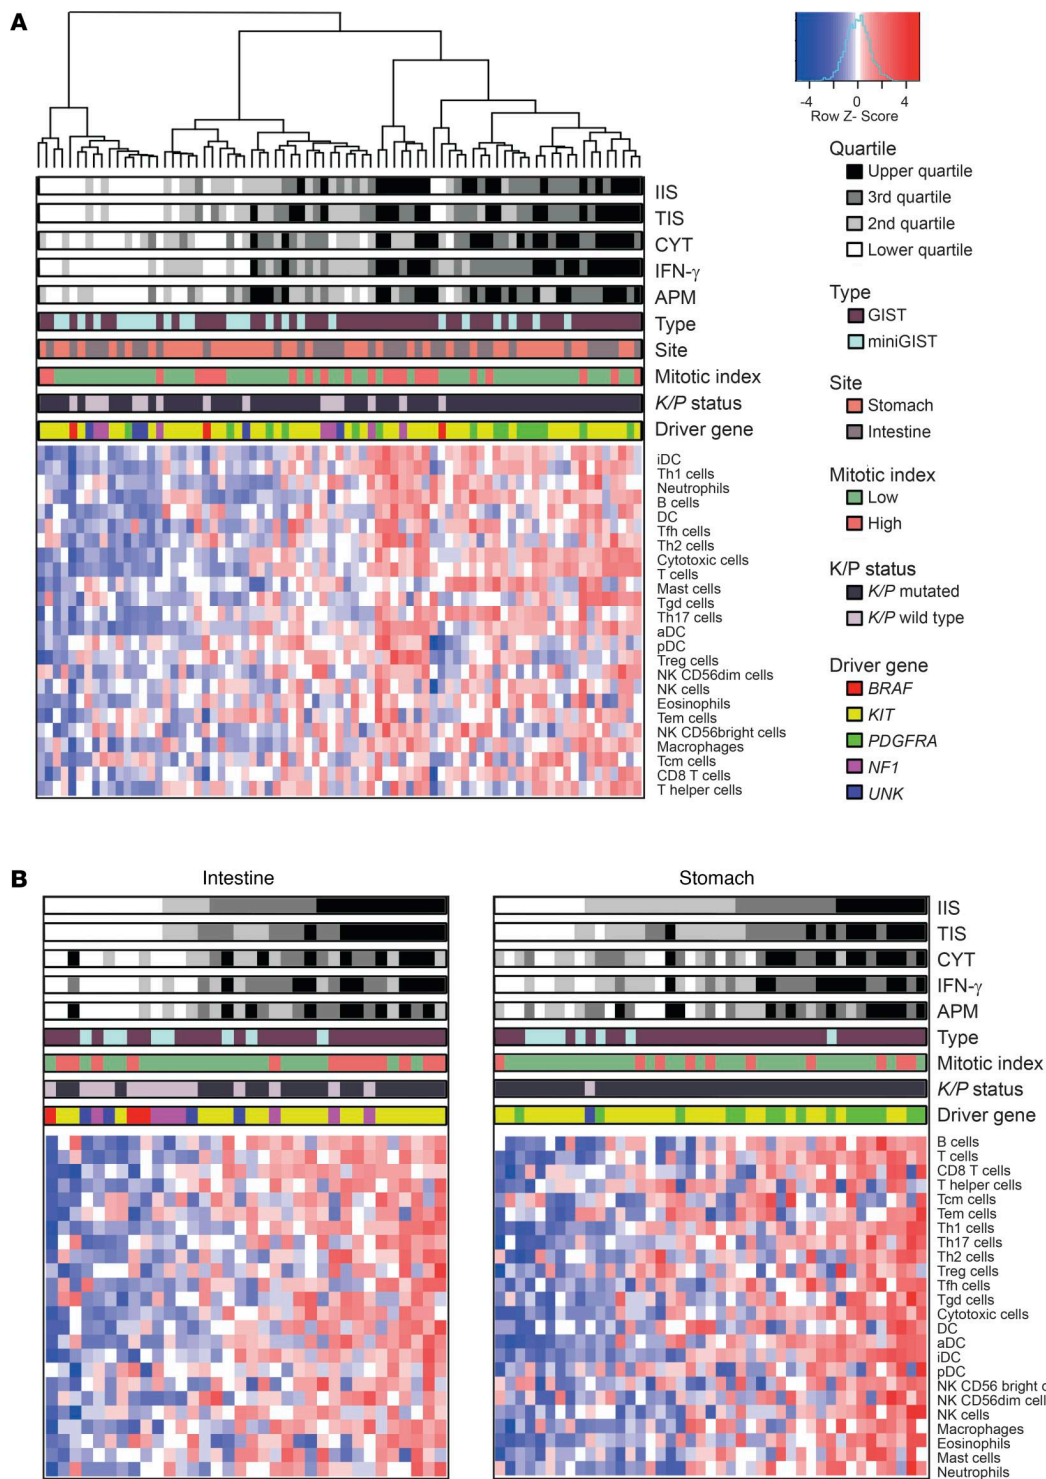 A
-4 0 4
Row Z- Score
IIS
TIS
CYT
IFN-γ
APM
Type
Site
Mitotic index
K/P status
Driver gene
Quartile
Upper quartile
3rd quartile
2nd quartile
Lower quartile
Type
GIST
miniGIST
Site
Stomach
Intestine
Mitotic index
Low
High
K/P status
K/P mutated
K/P wild type
Driver gene
BRAF
KIT
PDGFRA
NF1
UNK
iDC
Th1 cells
Neutrophils
B cells
DC
Tfh cells
Th2 cells
Cytotoxic cells
T cells
Mast cells
Tgd cells
Th17 cells
aDC
pDC
Treg cells
NK CD56dim cells
NK cells
Eosinophils
Tem cells
NK CD56bright cells
Macrophages
Tcm cells
CD8 T cells
T helper cells
B
Intestine
Stomach
IIS
TIS
CYT
IFN-γ
APM
Type
Mitotic index
K/P status
Driver gene
B cells
T cells
CD8 T cells
T helper cells
Tcm cells
Tem cells
Th1 cells
Th17 cells
Th2 cells
Treg cells
Tfh cells
Tgd cells
Cytotoxic cells
DC
aDC
iDC
pDC
NK CD56 bright c
NK CD56dim cell
NK cells
Macrophages
Eosinophils
Mast cells
Neutrophils